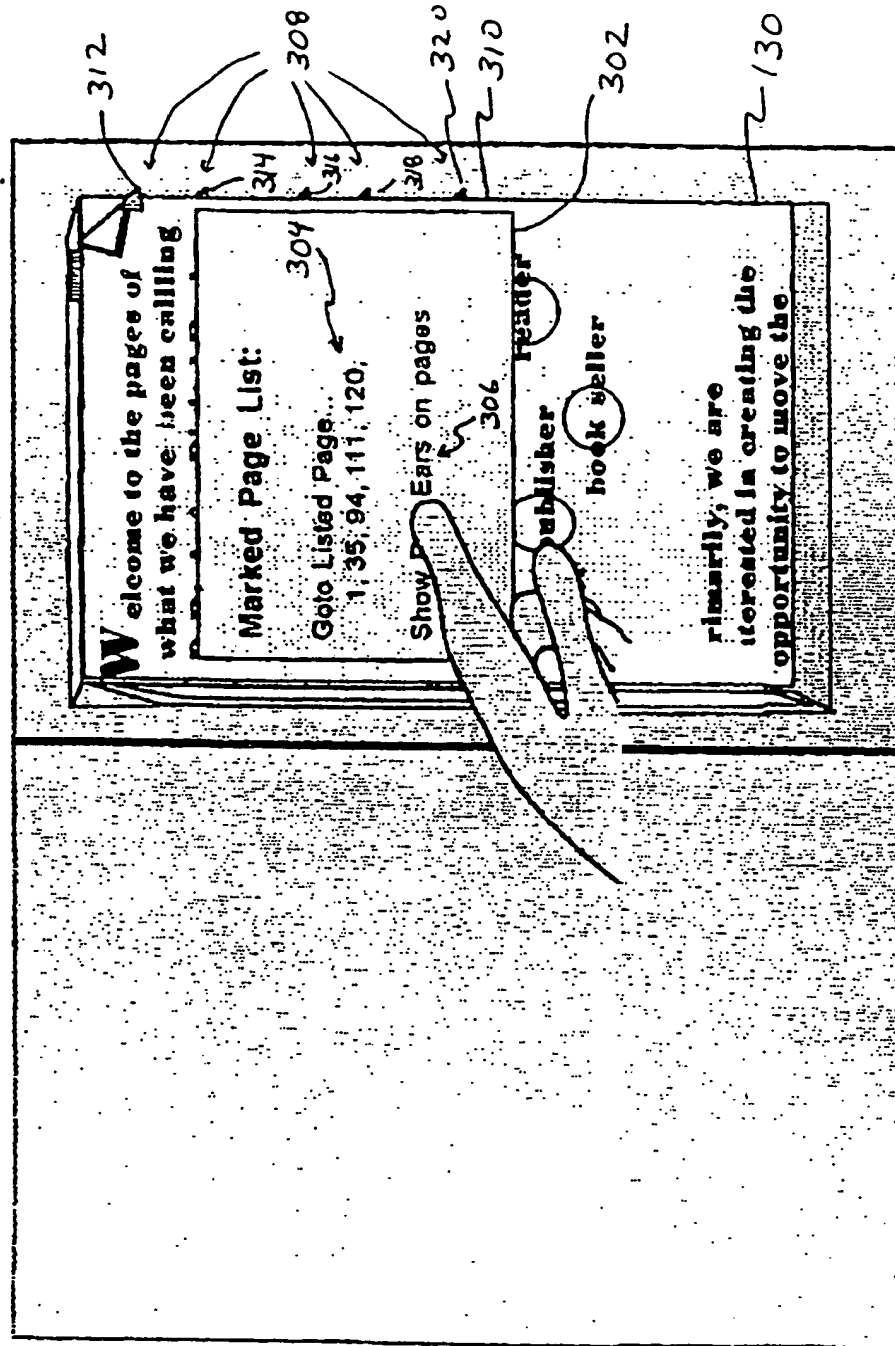 Welcome to the pages of
what we have been callling
Marked Page List:
Goto Listed Page...
1, 35, 94, 111, 120,
Show Ears on pages
reader
publisher
book seller
rimarily, we are
iterested in creating the
opportunity to move the
312
308
314
316
318
320
310
302
304
306
130